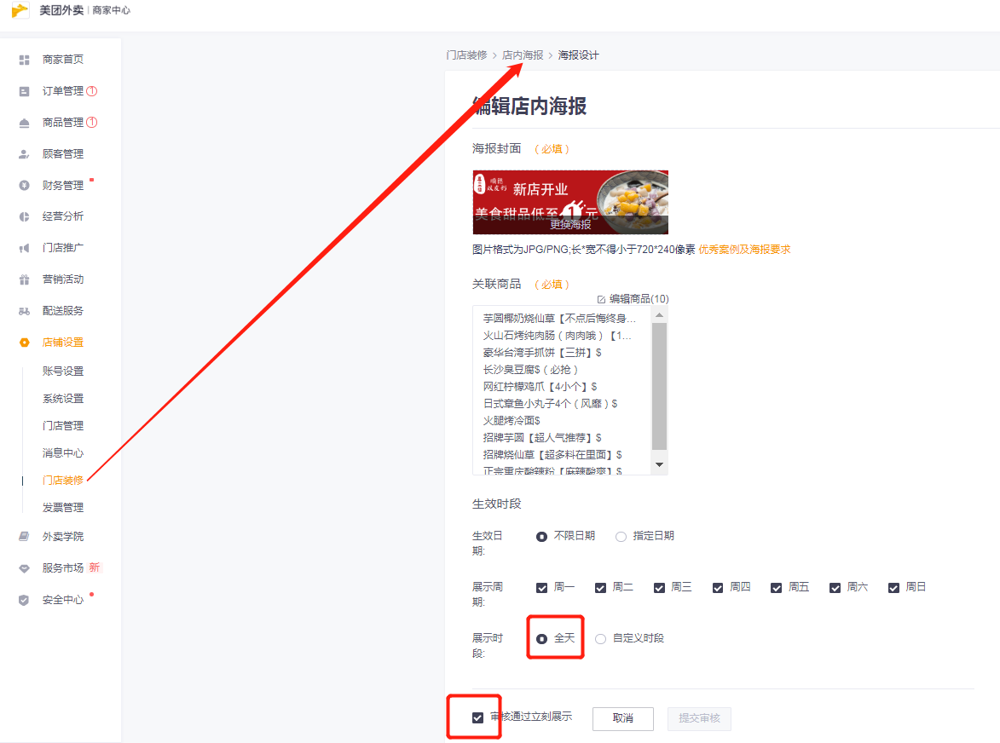 美团外卖 | 商家中心
商家首页
订单管理 1
商品管理 1
顾客管理
财务管理
经营分析
门店推广
营销活动
配送服务
店铺设置
账号设置
系统设置
门店管理
消息中心
门店装修
发票管理
外卖学院
服务市场 新
安全中心
门店装修 > 店内海报 > 海报设计
编辑店内海报
海报封面 （必填）
新店开业
美食甜品低至1元
更换海报
图片格式为JPG/PNG;长*宽不得小于720*240像素 优秀案例及海报要求
关联商品 （必填）
编辑商品(10)
芋圆椰奶烧仙草【不点后悔终身...
火山石烤纯肉肠（肉肉哦）【1...
豪华台湾手抓饼【三拼】$
长沙臭豆腐$（必抢）
网红柠檬鸡爪【4小个】$
日式章鱼小丸子4个（风靡）$
火腿烤冷面$
招牌芋圆【超人气推荐】$
招牌烧仙草【超多料在里面】$
正宗重庆酸辣粉【麻辣酸爽】$
生效时段
生效日期: 不限日期 指定日期
展示周期: 周一 周二 周三 周四 周五 周六 周日
展示时段: 全天 自定义时段
审核通过立刻展示 取消 提交审核